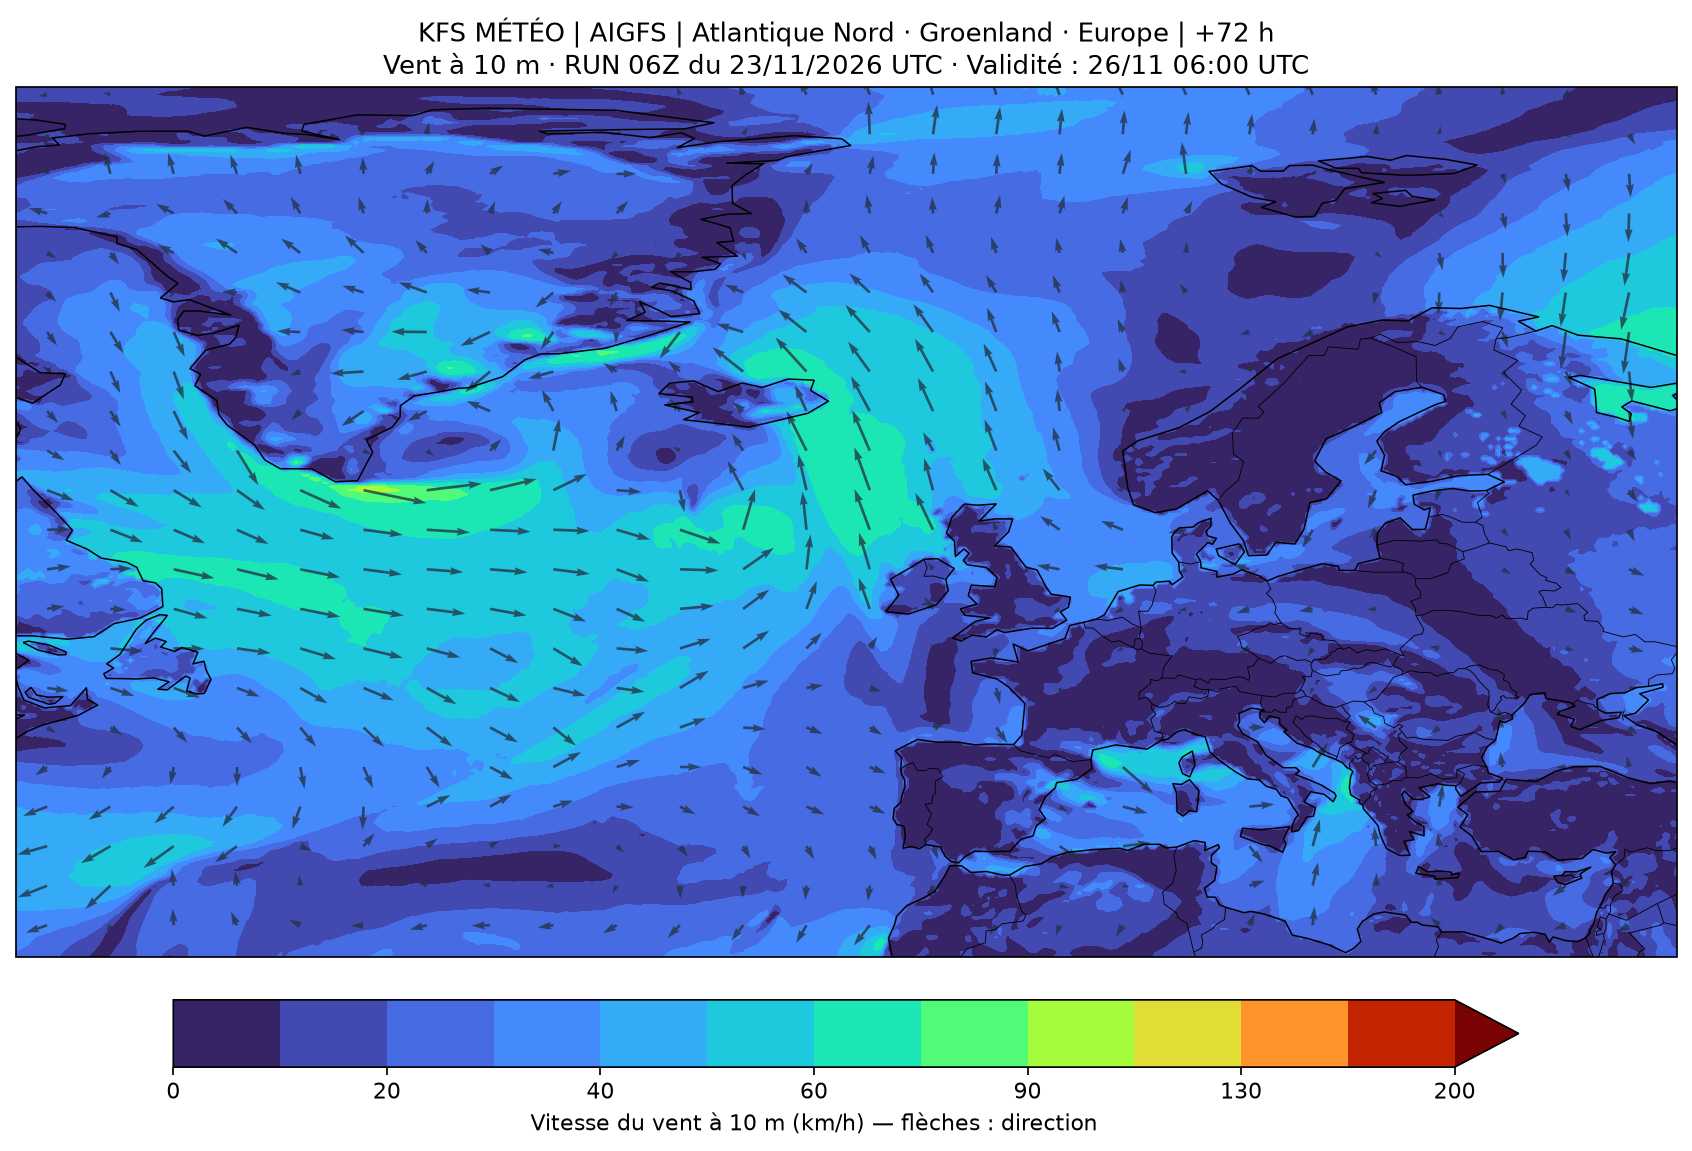 KFS MÉTÉO | AIGFS | Atlantique Nord · Groenland · Europe | +72 h
Vent à 10 m · RUN 06Z du 23/11/2026 UTC · Validité : 26/11 06:00 UTC
0 20 40 60 90 130 200
Vitesse du vent à 10 m (km/h) — flèches : direction